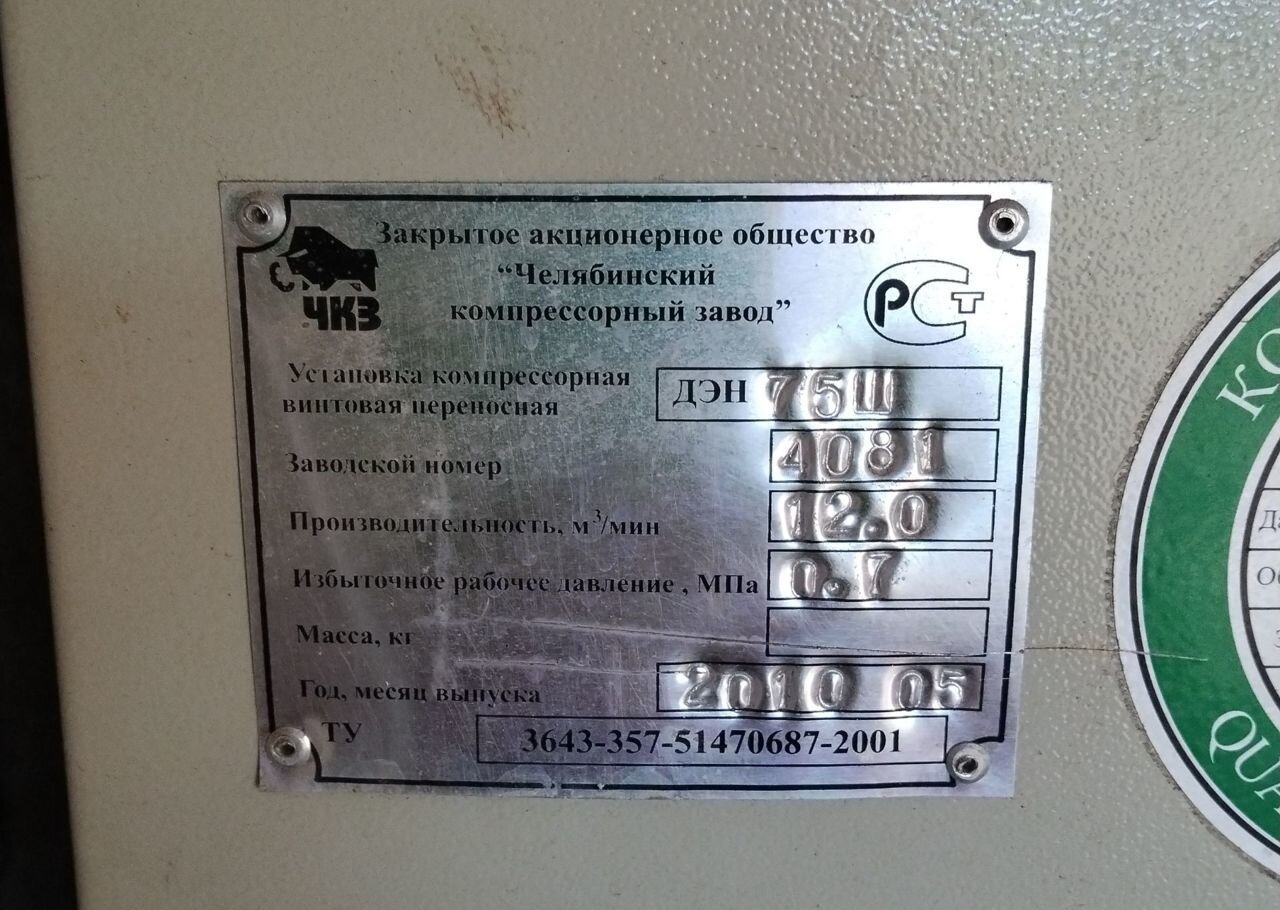 Закрытое акционерное общество
“Челябинский
компрессорный завод”
ЧКЗ
РСТ
Установка компрессорная
винтовая переносная
ДЭН 75Ш
Заводской номер 4081
Производительность, м³/мин 12.0
Избыточное рабочее давление , МПа 0.7
Масса, кг
Год, месяц выпуска 2010 05
ТУ 3643-357-51470687-2001